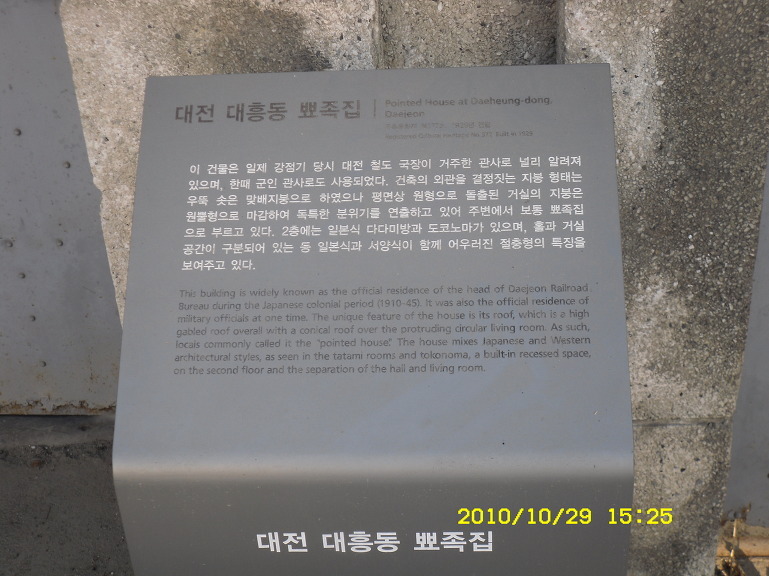 대전 대흥동 뾰족집
Pointed House at Daeheung-dong,
Daejeon
이 건물은 일제 강점기 당시 대전 철도 국장이 거주한 관사로 널리 알려져
있으며, 한때 군인 관사로도 사용되었다. 건축의 외관을 결정짓는 지붕 형태는
우뚝 솟은 맞배지붕으로 하였으나 평면상 원형으로 돌출된 거실의 지붕은
원뿔형으로 마감하여 독특한 분위기를 연출하고 있어 주변에서 보통 뾰족집
으로 부르고 있다. 2층에는 일본식 다다미방과 도코노마가 있으며, 홀과 거실
공간이 구분되어 있는 등 일본식과 서양식이 함께 어우러진 절충형의 특징을
보여주고 있다.
This building is widely known as the official residence of the head of Daejeon Railroad
Bureau during the Japanese colonial period (1910-45). It was also the official residence of
military officials at one time. The unique feature of the house is its roof, which is a high
gabled roof overall with a conical roof over the protruding circular living room. As such,
locals commonly called it the "pointed house." The house mixes Japanese and Western
architectural styles, as seen in the tatami rooms and tokonoma, a built-in recessed space,
on the second floor and the separation of the hall and living room.
2010/10/29 15:25
대전 대흥동 뾰족집